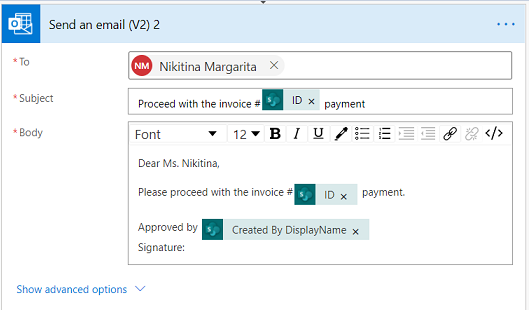 Send an email (V2) 2
* To
NM Nikitina Margarita ×
* Subject
Proceed with the invoice # ID × payment
* Body
Font 12 B I U </>
Dear Ms. Nikitina,
Please proceed with the invoice # ID × payment.
Approved by Created By DisplayName ×
Signature:
Show advanced options